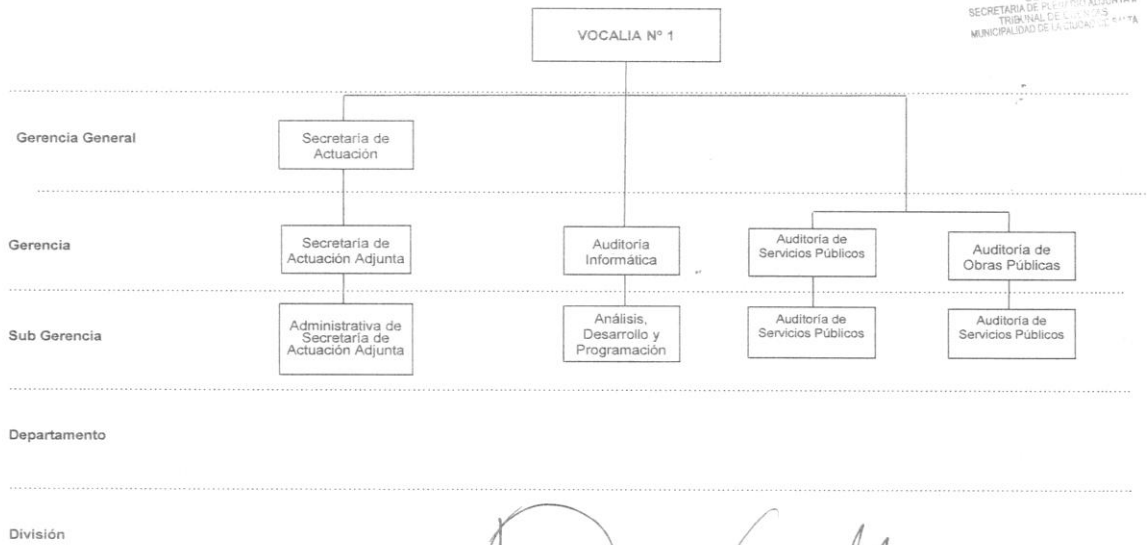 SECRETARIA DE
TRIBUNAL DE
MUNICIPALIDAD DE LA CIUDAD DE
VOCALIA Nº 1
Gerencia General
Secretaría de
Actuación
Gerencia
Secretaría de
Actuación Adjunta
Auditoría
Informática
Auditoría de
Servicios Públicos
Auditoría de
Obras Públicas
Sub Gerencia
Administrativa de
Secretaría de
Actuación Adjunta
Análisis,
Desarrollo y
Programación
Auditoría de
Servicios Públicos
Auditoría de
Servicios Públicos
Departamento
División